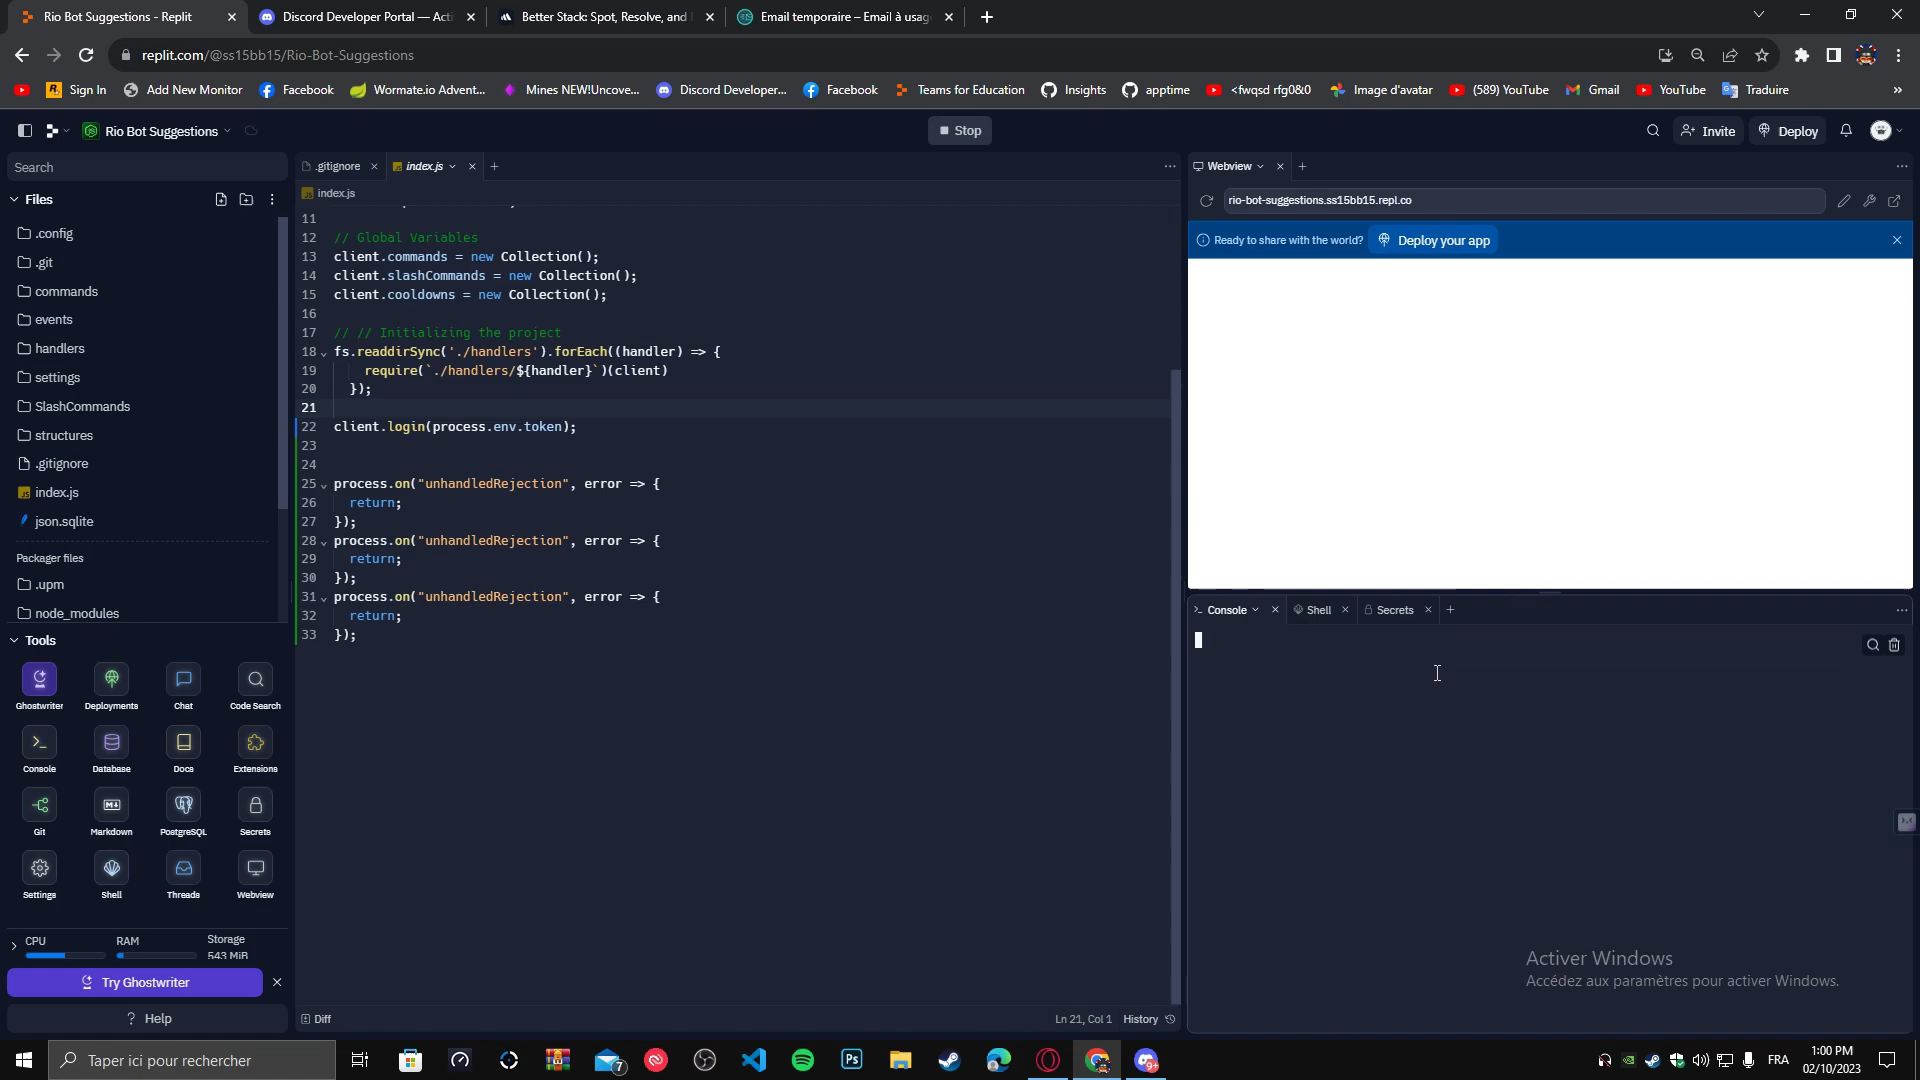 Rio Bot Suggestions - Replit
Discord Developer Portal — Acti
Better Stack: Spot, Resolve, and
Email temporaire – Email à usag
replit.com/@ss15bb15/Rio-Bot-Suggestions
Sign In
Add New Monitor
Facebook
Wormate.io Advent...
Mines NEW!Uncove...
Discord Developer...
Facebook
Teams for Education
Insights
apptime
<fwqsd rfg0&0
Image d'avatar
(589) YouTube
Gmail
YouTube
Traduire
Rio Bot Suggestions
Stop
Invite
Deploy
Search
Files
.config
.git
commands
events
handlers
settings
SlashCommands
structures
.gitignore
index.js
json.sqlite
Packager files
.upm
node_modules
Tools
Ghostwriter
Deployments
Chat
Code Search
Console
Database
Docs
Extensions
Git
Markdown
PostgreSQL
Secrets
Settings
Shell
Threads
Webview
CPU
RAM
Storage
543 MiB
Try Ghostwriter
? Help
.gitignore
index.js
index.js
11
12 // Global Variables
13 client.commands = new Collection();
14 client.slashCommands = new Collection();
15 client.cooldowns = new Collection();
16
17 // // Initializing the project
18 fs.readdirSync('./handlers').forEach((handler) => {
19 require(`./handlers/${handler}`)(client)
20 });
21
22 client.login(process.env.token);
23
24
25 process.on("unhandledRejection", error => {
26 return;
27 });
28 process.on("unhandledRejection", error => {
29 return;
30 });
31 process.on("unhandledRejection", error => {
32 return;
33 });
Diff
Ln 21, Col 1
History
Webview
rio-bot-suggestions.ss15bb15.repl.co
Ready to share with the world?
Deploy your app
Console
Shell
Secrets
Activer Windows
Accédez aux paramètres pour activer Windows.
Taper ici pour rechercher
7
Ps
9+
FRA
1:00 PM
02/10/2023